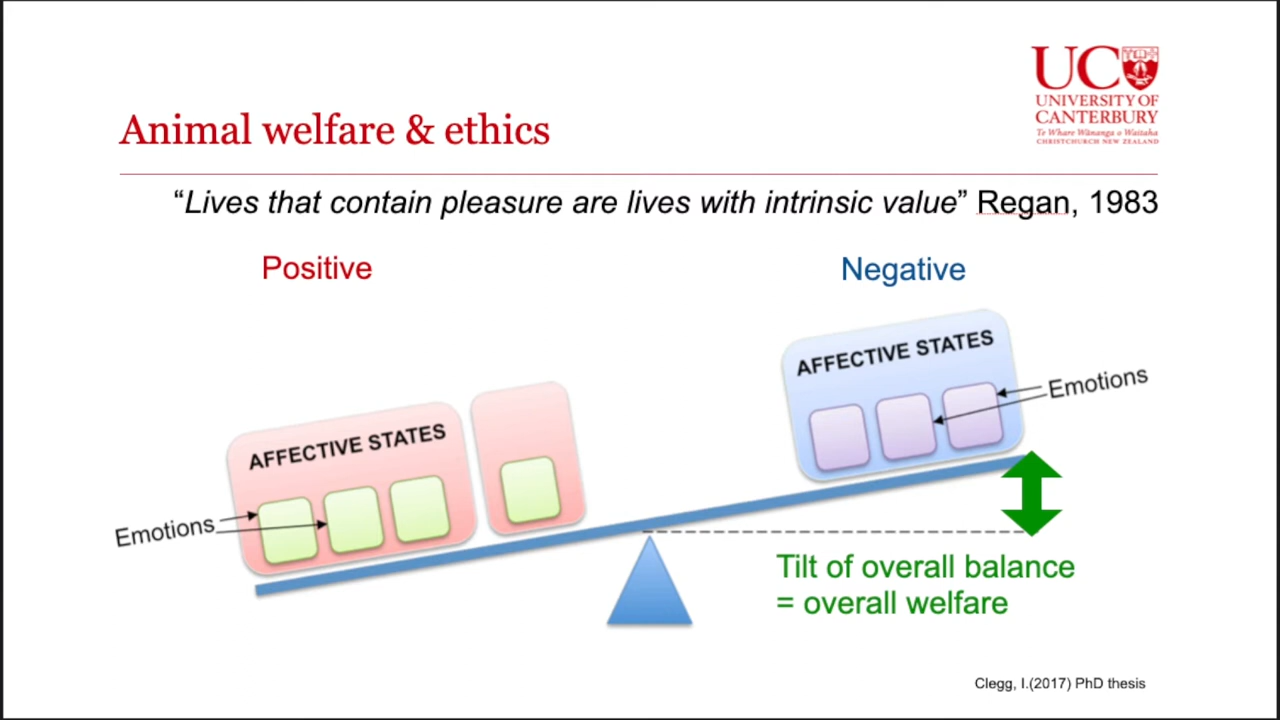 UC
UNIVERSITY OF
CANTERBURY
Te Whare Wānanga o Waitaha
CHRISTCHURCH NEW ZEALAND
Animal welfare & ethics
“Lives that contain pleasure are lives with intrinsic value” Regan, 1983
Positive
Negative
AFFECTIVE STATES
Emotions
AFFECTIVE STATES
Emotions
Tilt of overall balance
= overall welfare
Clegg, I.(2017) PhD thesis